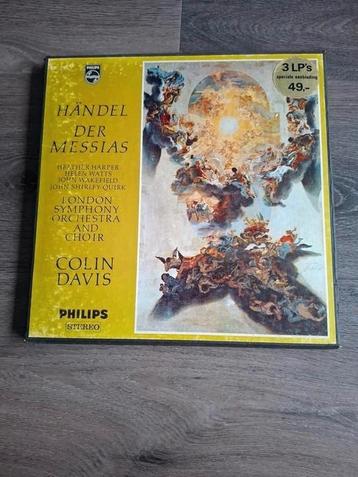 PHILIPS
3 LP's
speciale aanbieding
49,-
HÄNDEL
DER
MESSIAS
HEATHER HARPER
HELEN WATTS
JOHN WAKEFIELD
JOHN SHIRLEY-QUIRK
LONDON
SYMPHONY
ORCHESTRA
AND
CHOIR
COLIN
DAVIS
PHILIPS
STEREO